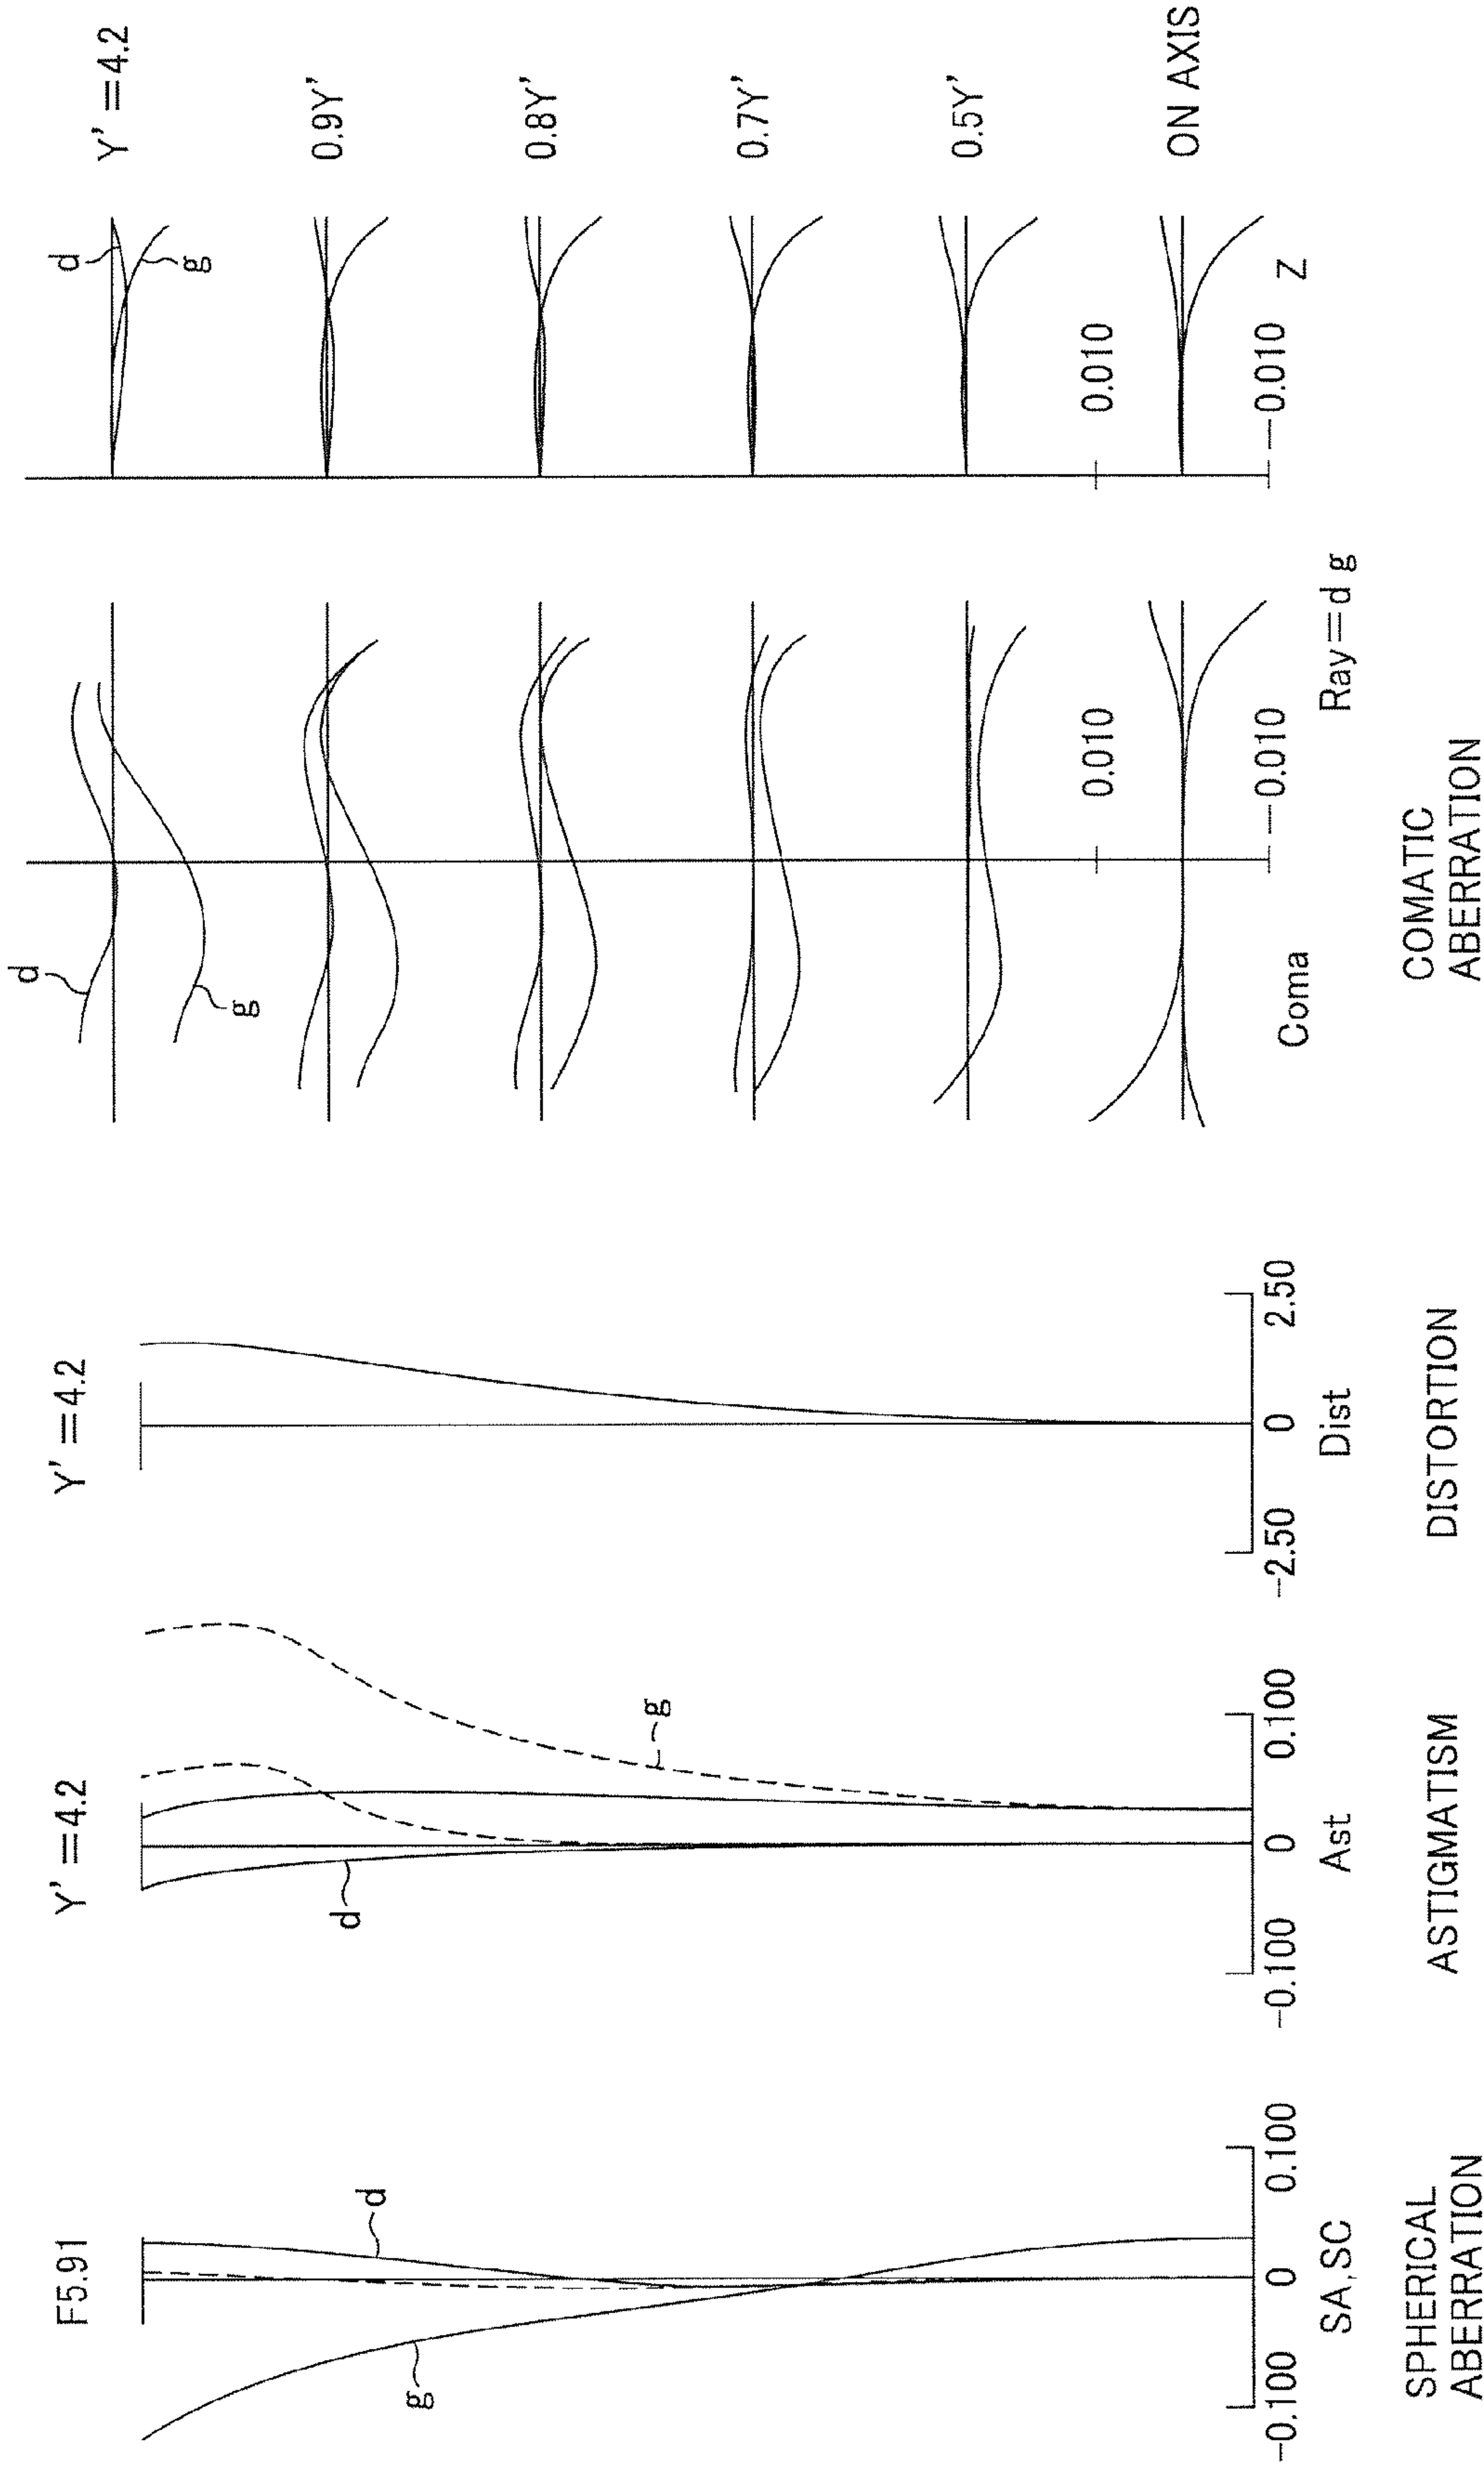 F5.91
d
g
-0.100
0
0.100
SA,SC
SPHERICAL
ABERRATION
Y'=4.2
d
g
-0.100
0
0.100
Ast
ASTIGMATISM
Y'=4.2
-2.50
0
2.50
Dist
DISTORTION
d
g
0.010
-0.010
Coma
Ray=d g
COMATIC
ABERRATION
d
g
Y'=4.2
0.9Y'
0.8Y'
0.7Y'
0.5Y'
ON AXIS
0.010
-0.010
Z